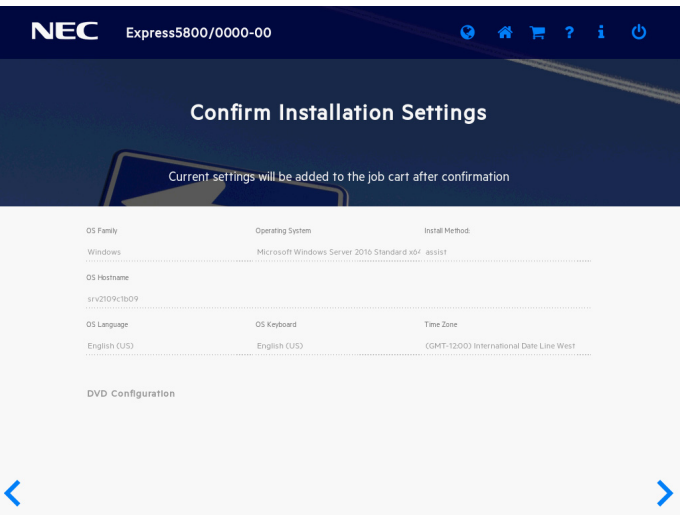 NEC Express5800/0000-00
Confirm Installation Settings
Current settings will be added to the job cart after confirmation
OS Family Operating System Install Method:
Windows Microsoft Windows Server 2016 Standard x64 assist
OS Hostname
srv2109c1b09
OS Language OS Keyboard Time Zone
English (US) English (US) (GMT-12:00) International Date Line West
DVD Configuration